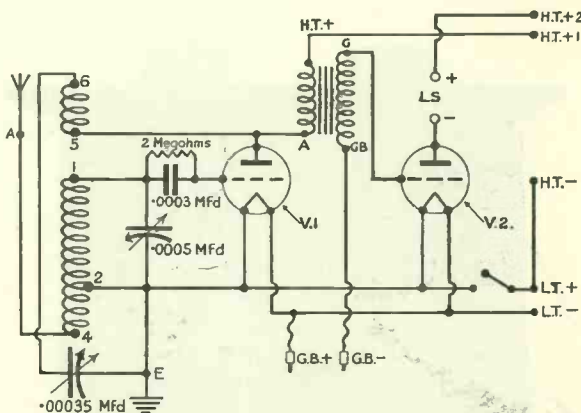 H.T.+2
H.T.+
H.T.+1
G
6
+
LS
-
A
5
A
GB
2 Megohms
1
.0003 Mfd
V.1
V.2.
H.T.-
.0005 Mfd
2
L.T.+
L.T.-
4
E
G.B.+
G.B.-
.00035 Mfd